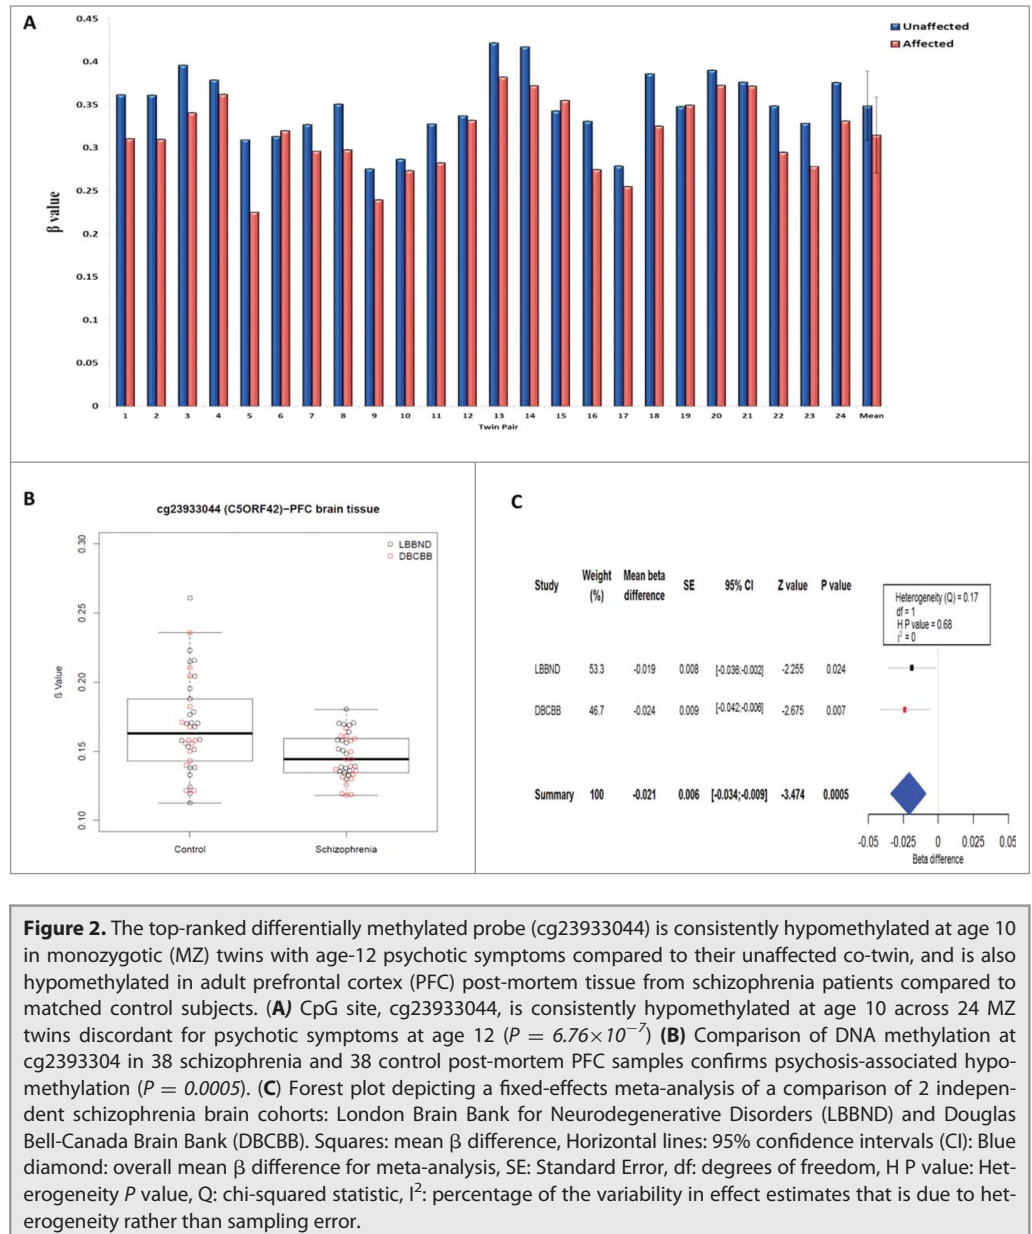 A
0.45
0.4
0.35
0.3
0.25
0.2
0.15
0.1
0.05
0
β value
Unaffected
Affected
1 2 3 4 5 6 7 8 9 10 11 12 13 14 15 16 17 18 19 20 21 22 23 24 Mean
Twin Pair
B
cg23933044 (C5ORF42)−PFC brain tissue
0.30
0.25
0.20
0.15
0.10
ß Value
LBBND
DBCBB
Control Schizophrenia
C
Study Weight (%) Mean beta difference SE 95% CI Z value P value
Heterogeneity (Q) = 0.17
df = 1
H P value = 0.68
I² = 0
LBBND 53.3 -0.019 0.008 [-0.036;-0.002] -2.255 0.024
DBCBB 46.7 -0.024 0.009 [-0.042;-0.006] -2.675 0.007
Summary 100 -0.021 0.006 [-0.034;-0.009] -3.474 0.0005
-0.05 -0.025 0 0.025 0.05
Beta difference
Figure 2. The top-ranked differentially methylated probe (cg23933044) is consistently hypomethylated at age 10
in monozygotic (MZ) twins with age-12 psychotic symptoms compared to their unaffected co-twin, and is also
hypomethylated in adult prefrontal cortex (PFC) post-mortem tissue from schizophrenia patients compared to
matched control subjects. (A) CpG site, cg23933044, is consistently hypomethylated at age 10 across 24 MZ
twins discordant for psychotic symptoms at age 12 (P = 6.76×10⁻⁷) (B) Comparison of DNA methylation at
cg2393304 in 38 schizophrenia and 38 control post-mortem PFC samples confirms psychosis-associated hypo-
methylation (P = 0.0005). (C) Forest plot depicting a fixed-effects meta-analysis of a comparison of 2 indepen-
dent schizophrenia brain cohorts: London Brain Bank for Neurodegenerative Disorders (LBBND) and Douglas
Bell-Canada Brain Bank (DBCBB). Squares: mean β difference, Horizontal lines: 95% confidence intervals (CI): Blue
diamond: overall mean β difference for meta-analysis, SE: Standard Error, df: degrees of freedom, H P value: Het-
erogeneity P value, Q: chi-squared statistic, I²: percentage of the variability in effect estimates that is due to het-
erogeneity rather than sampling error.